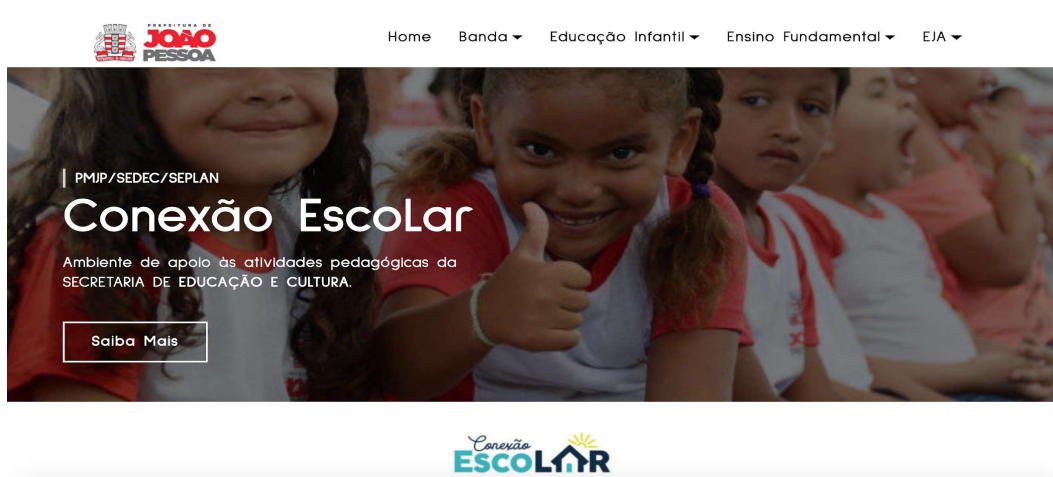 PREFEITURA DE
JOÃO
PESSOA
Home Banda Educação Infantil Ensino Fundamental EJA
PMJP/SEDEC/SEPLAN
Conexão EscoLar
Ambiente de apoio às atividades pedagógicas da
SECRETARIA DE EDUCAÇÃO E CULTURA.
Saiba Mais
Conexão
ESCOLAR